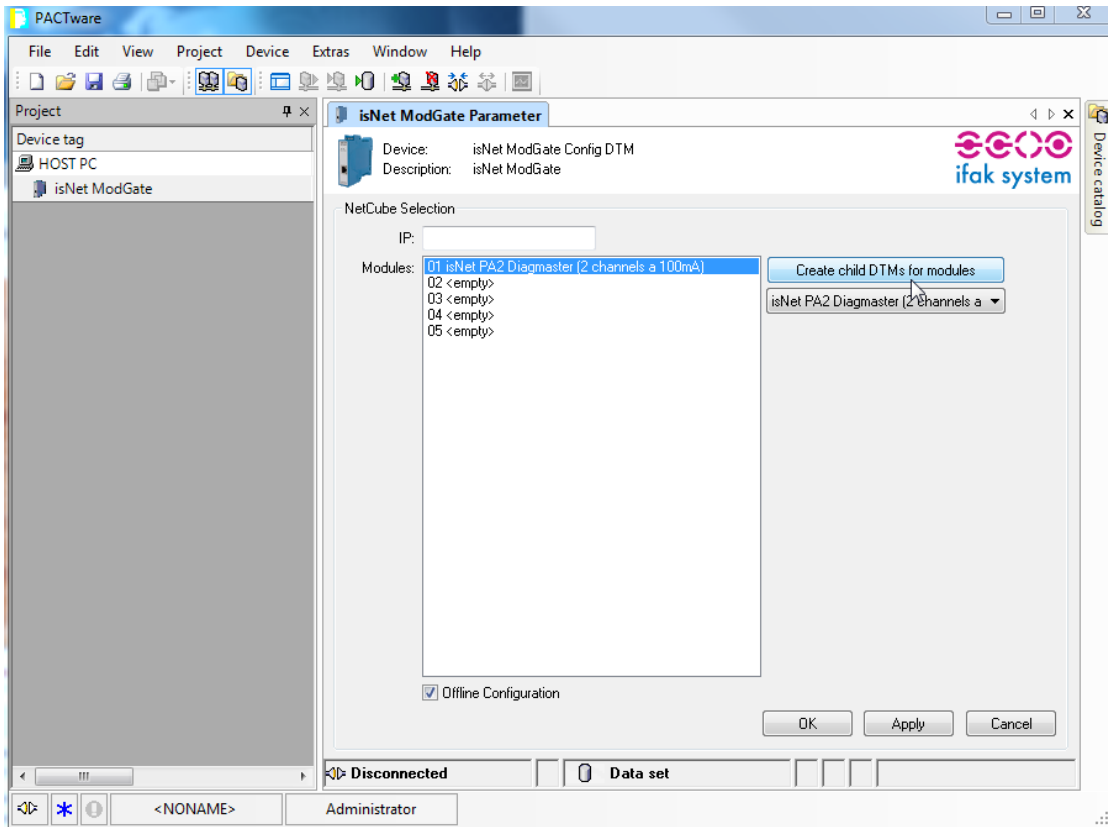 PACTware
File Edit View Project Device Extras Window Help
Project
Device tag
HOST PC
isNet ModGate
isNet ModGate Parameter
Device: isNet ModGate Config DTM
Description: isNet ModGate
ifak system
Device catalog
NetCube Selection
IP:
Modules:
01 isNet PA2 Diagmaster (2 channels a 100mA)
02 <empty>
03 <empty>
04 <empty>
05 <empty>
Create child DTMs for modules
isNet PA2 Diagmaster (2 channels a
Offline Configuration
OK Apply Cancel
Disconnected Data set
<NONAME> Administrator